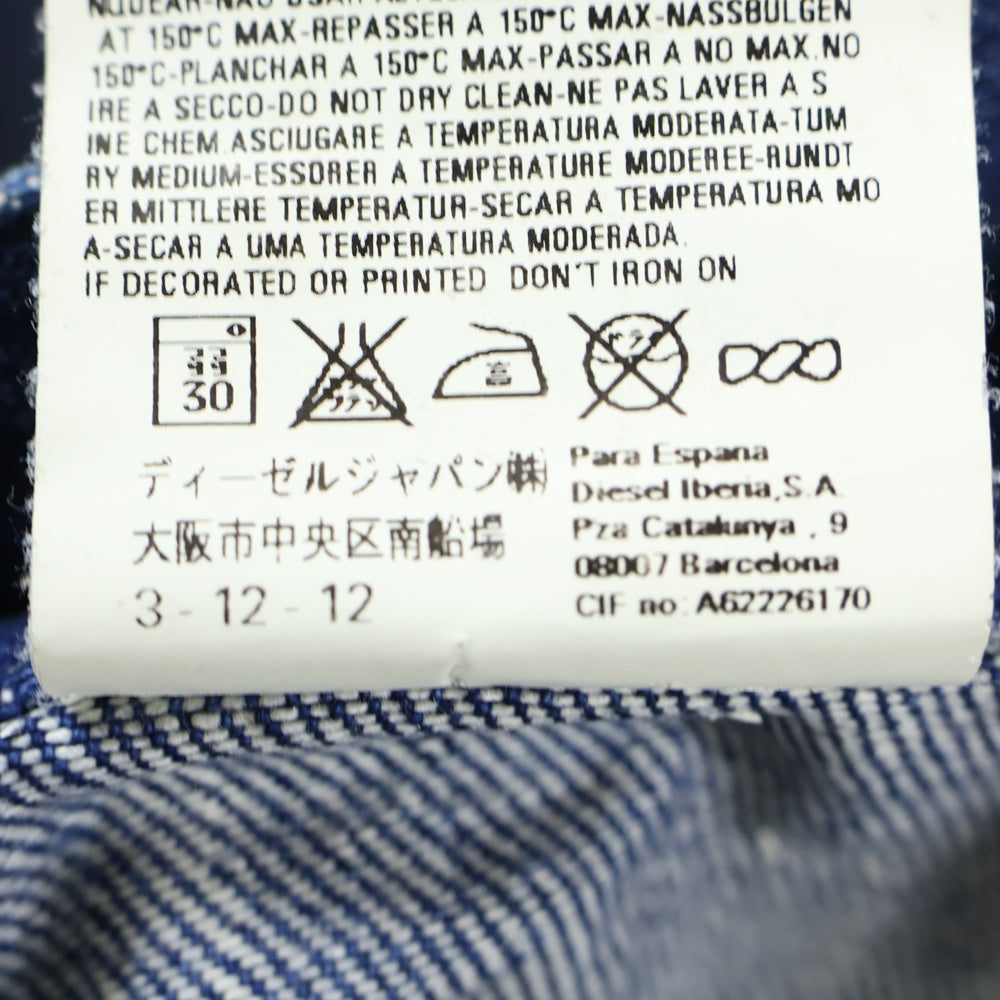 AT 150°C MAX-REPASSER A 150°C MAX-NASSBÜLGEN
150°C-PLANCHAR A 150°C MAX-PASSAR A NO MAX.NO
IRE A SECCO-DO NOT DRY CLEAN-NE PAS LAVER A S
INE CHEM.ASCIUGARE A TEMPERATURA MODERATA-TUM
RY MEDIUM-ESSORER A TEMPERATURE MODEREE-RUNDT
ER MITTLERE TEMPERATUR-SECAR A TEMPERATURA MO
A-SECAR A UMA TEMPERATURA MODERADA.
IF DECORATED OR PRINTED DON'T IRON ON
30
中
ディーゼルジャパン㈱
大阪市中央区南船場
3 - 12 - 12
Para Espana
Diesel Iberia,S.A.
Pza Catalunya , 9
08007 Barcelona
CIF no: A62226170